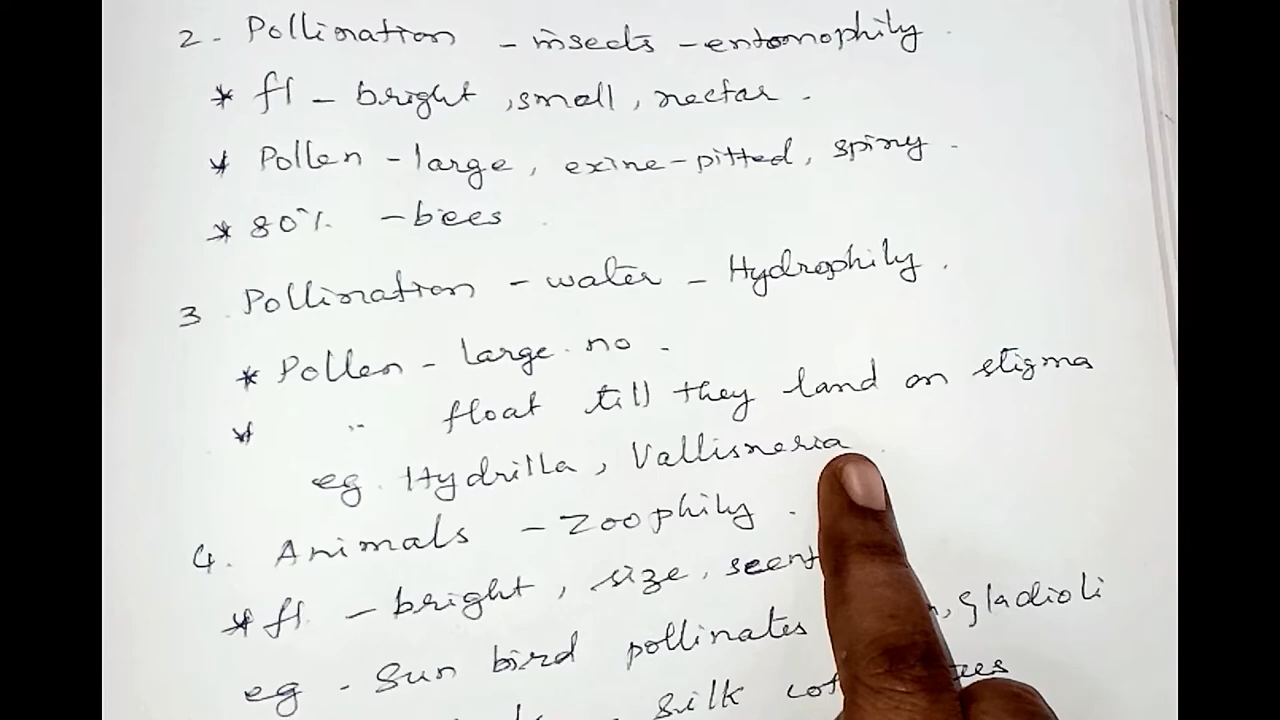 2. Pollination - insects - entomophily.
* fl - bright, small, nectar.
* Pollen - large, exine-pitted, spiny.
* 80% - bees.
3. Pollination - water - Hydrophily.
* Pollen - large no.
* " float till they land on stigma
eg. Hydrilla, Vallisneria
4. Animals - Zoophily.
* fl - bright, size, scent
eg - Sun bird pollinates , gladioli
silk